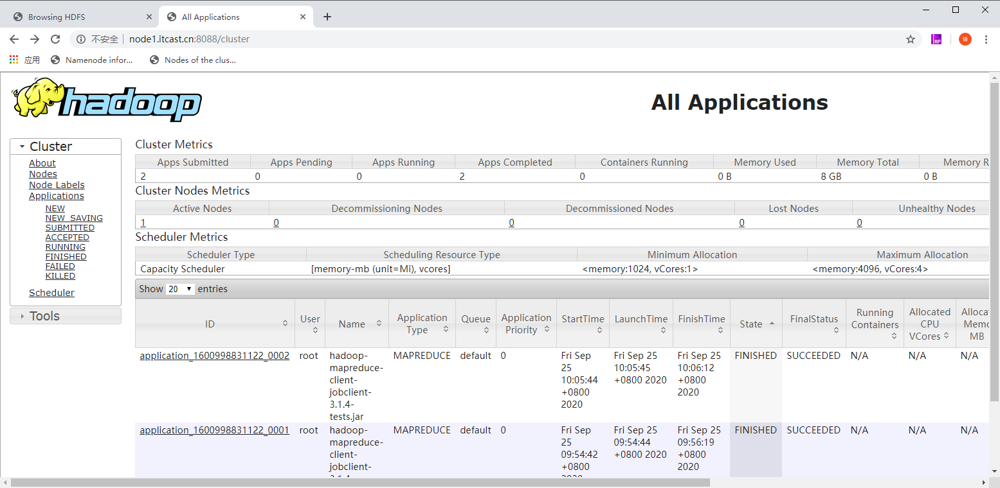 Browsing HDFS
All Applications
不安全 node1.itcast.cn:8088/cluster
RP
锋
应用 Namenode infor... Nodes of the clus...
hadoop
All Applications
Cluster
About
Nodes
Node Labels
Applications
NEW
NEW_SAVING
SUBMITTED
ACCEPTED
RUNNING
FINISHED
FAILED
KILLED
Scheduler
Tools
Cluster Metrics
Apps Submitted Apps Pending Apps Running Apps Completed Containers Running Memory Used Memory Total Memory R
2 0 0 2 0 0 B 8 GB 0 B
Cluster Nodes Metrics
Active Nodes Decommissioning Nodes Decommissioned Nodes Lost Nodes Unhealthy Nodes
1 0 0 0 0
Scheduler Metrics
Scheduler Type Scheduling Resource Type Minimum Allocation Maximum Allocation
Capacity Scheduler [memory-mb (unit=Mi), vcores] <memory:1024, vCores:1> <memory:4096, vCores:4>
Show 20 entries
ID
User
Name
Application
Type
Queue
Application
Priority
StartTime
LaunchTime
FinishTime
State
FinalStatus
Running
Containers
Allocated
CPU
VCores
Alloca
Memo
MB
application_1600998831122_0002
root
hadoop-
mapreduce-
client-
jobclient-
3.1.4-
tests.jar
MAPREDUCE
default
0
Fri Sep
25
10:05:44
+0800
2020
Fri Sep 25
10:05:45
+0800 2020
Fri Sep 25
10:06:12
+0800
2020
FINISHED
SUCCEEDED
N/A
N/A
N/A
application_1600998831122_0001
root
hadoop-
mapreduce-
client-
jobclient-
3.1.4-
MAPREDUCE
default
0
Fri Sep
25
09:54:42
+0800
2020
Fri Sep 25
09:54:44
+0800 2020
Fri Sep 25
09:56:19
+0800
2020
FINISHED
SUCCEEDED
N/A
N/A
N/A